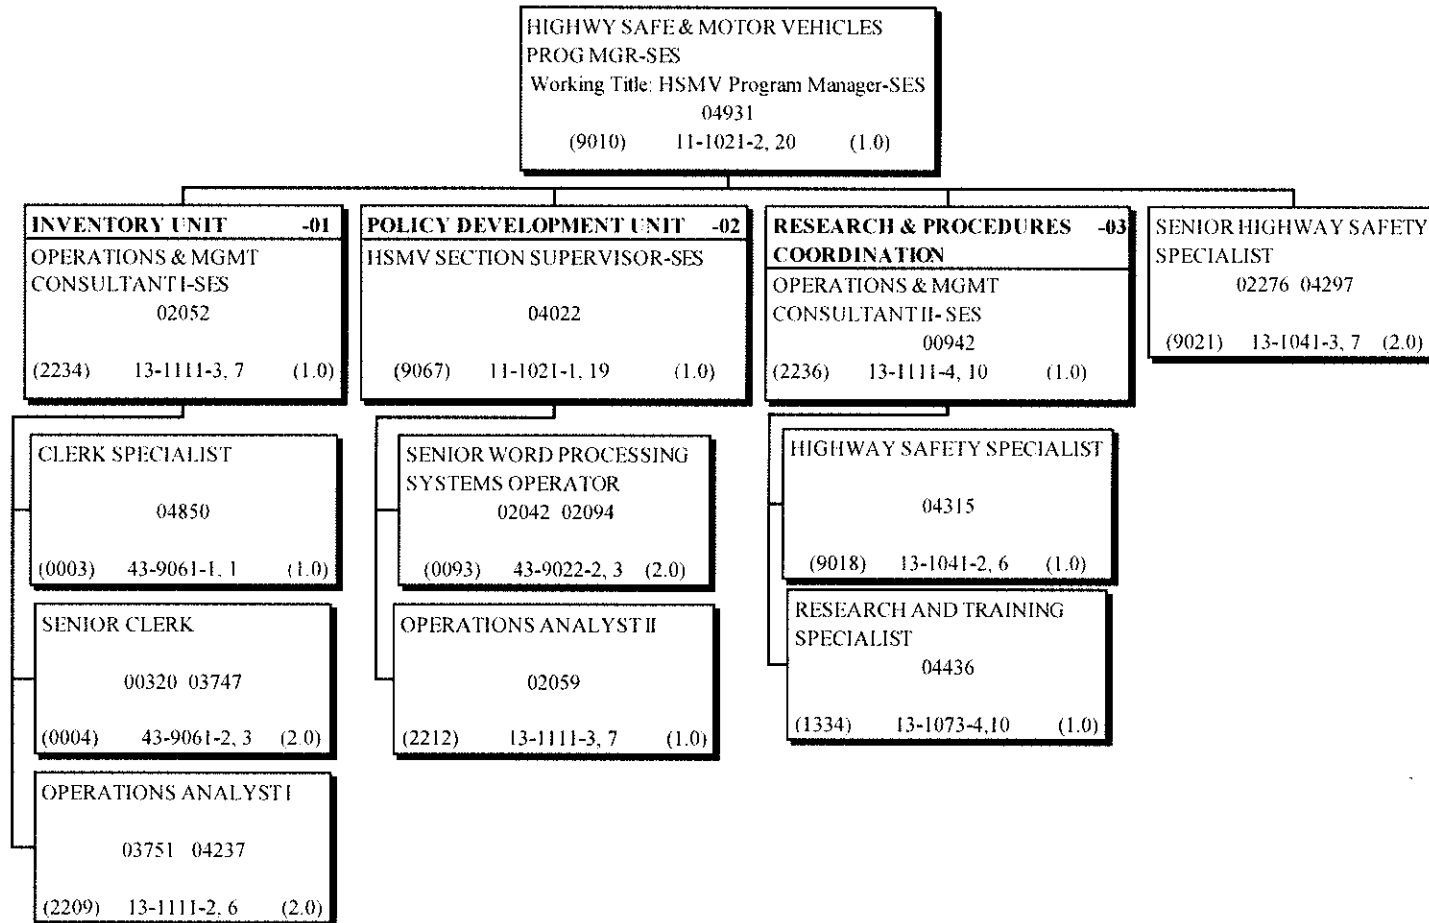 HIGHWY SAFE & MOTOR VEHICLES
PROG MGR-SES
Working Title: HSMV Program Manager-SES
04931
(9010) 11-1021-2, 20 (1.0)
INVENTORY UNIT -01
OPERATIONS & MGMT
CONSULTANT I-SES
02052
(2234) 13-1111-3, 7 (1.0)
CLERK SPECIALIST
04850
(0003) 43-9061-1, 1 (1.0)
SENIOR CLERK
00320 03747
(0004) 43-9061-2, 3 (2.0)
OPERATIONS ANALYST I
03751 04237
(2209) 13-1111-2, 6 (2.0)
POLICY DEVELOPMENT UNIT -02
HSMV SECTION SUPERVISOR-SES
04022
(9067) 11-1021-1, 19 (1.0)
SENIOR WORD PROCESSING
SYSTEMS OPERATOR
02042 02094
(0093) 43-9022-2, 3 (2.0)
OPERATIONS ANALYST II
02059
(2212) 13-1111-3, 7 (1.0)
RESEARCH & PROCEDURES -03
COORDINATION
OPERATIONS & MGMT
CONSULTANT II- SES
00942
(2236) 13-1111-4, 10 (1.0)
HIGHWAY SAFETY SPECIALIST
04315
(9018) 13-1041-2, 6 (1.0)
RESEARCH AND TRAINING
SPECIALIST
04436
(1334) 13-1073-4,10 (1.0)
SENIOR HIGHWAY SAFETY
SPECIALIST
02276 04297
(9021) 13-1041-3, 7 (2.0)